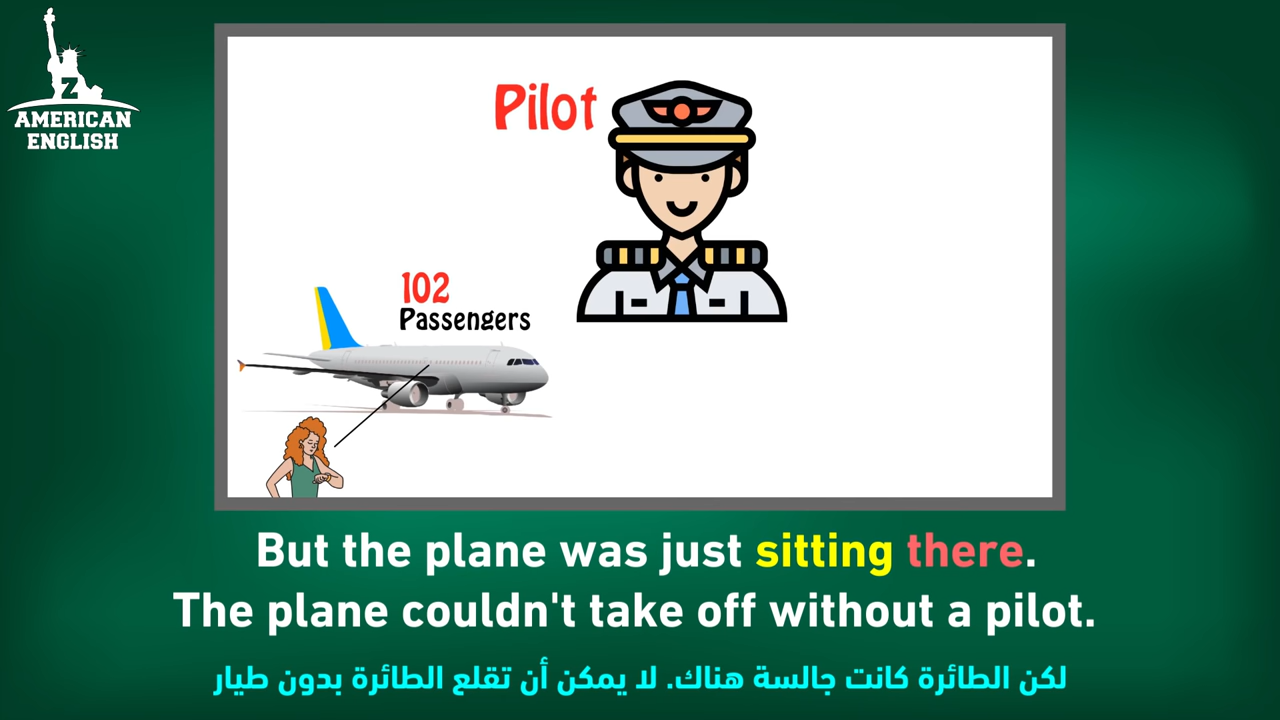 Z
AMERICAN
ENGLISH
Pilot
102
Passengers
But the plane was just sitting there.
The plane couldn't take off without a pilot.
لكن الطائرة كانت جالسة هناك. لا يمكن أن تقلع الطائرة بدون طيار